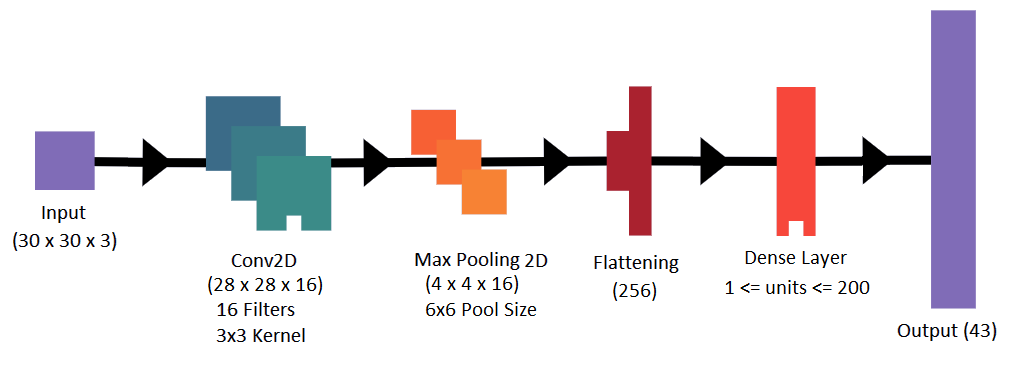 Input
(30 x 30 x 3)
Conv2D
(28 x 28 x 16)
16 Filters
3x3 Kernel
Max Pooling 2D
(4 x 4 x 16)
6x6 Pool Size
Flattening
(256)
Dense Layer
1 <= units <= 200
Output (43)